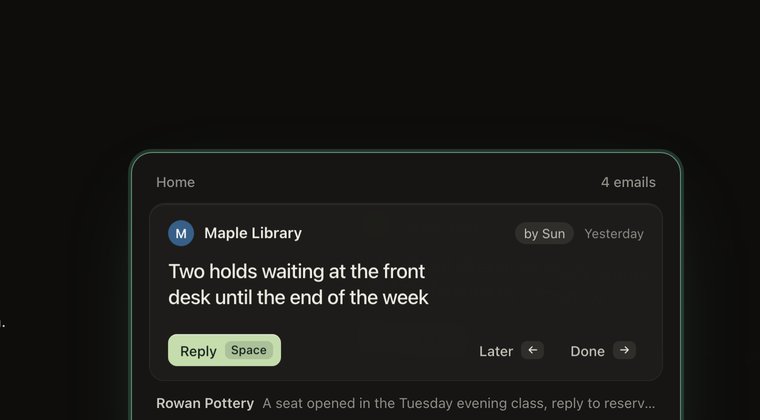 Home
4 emails
M
Maple Library
by Sun
Yesterday
Two holds waiting at the front
desk until the end of the week
Reply Space
Later ←
Done →
Rowan Pottery A seat opened in the Tuesday evening class, reply to reserv…